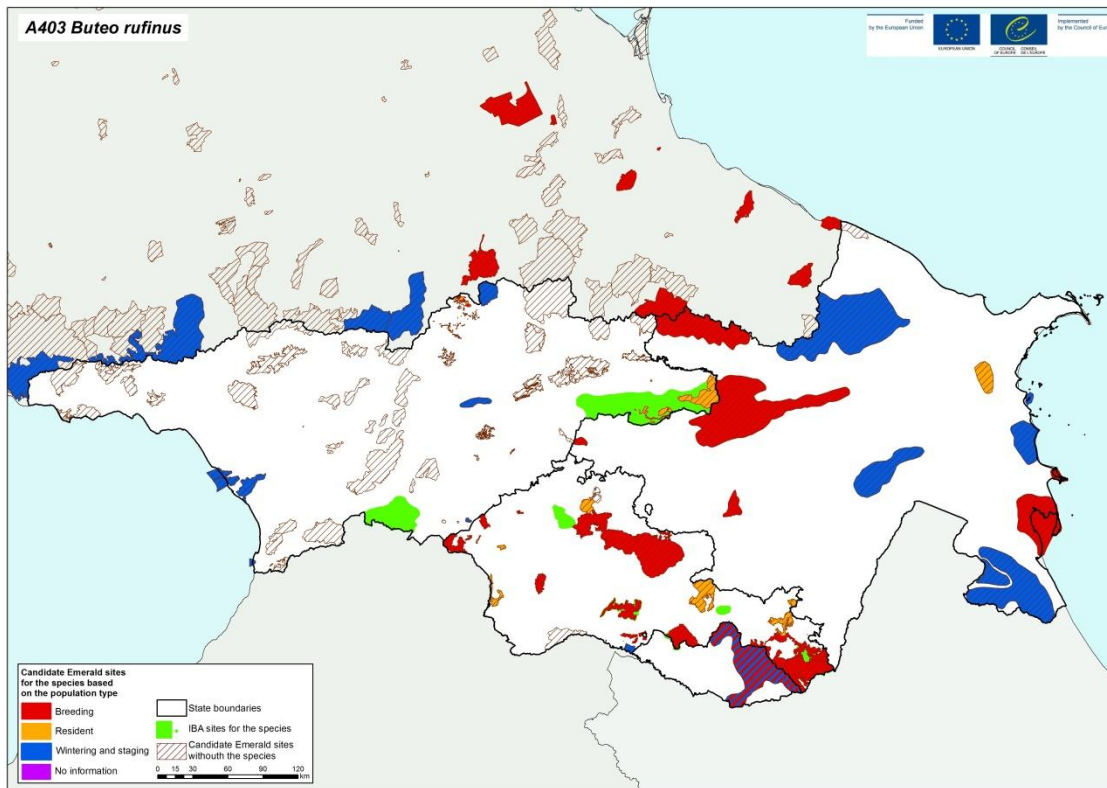 A403 Buteo rufinus
Funded
by the European Union
EUROPEAN UNION
COUNCIL OF EUROPE
CONSEIL DE L'EUROPE
Implemented
by the Council of Eur
Candidate Emerald sites
for the species based
on the population type
Breeding
Resident
Wintering and staging
No information
State boundaries
IBA sites for the species
Candidate Emerald sites
withouth the species
0 15 30 60 90 120
km